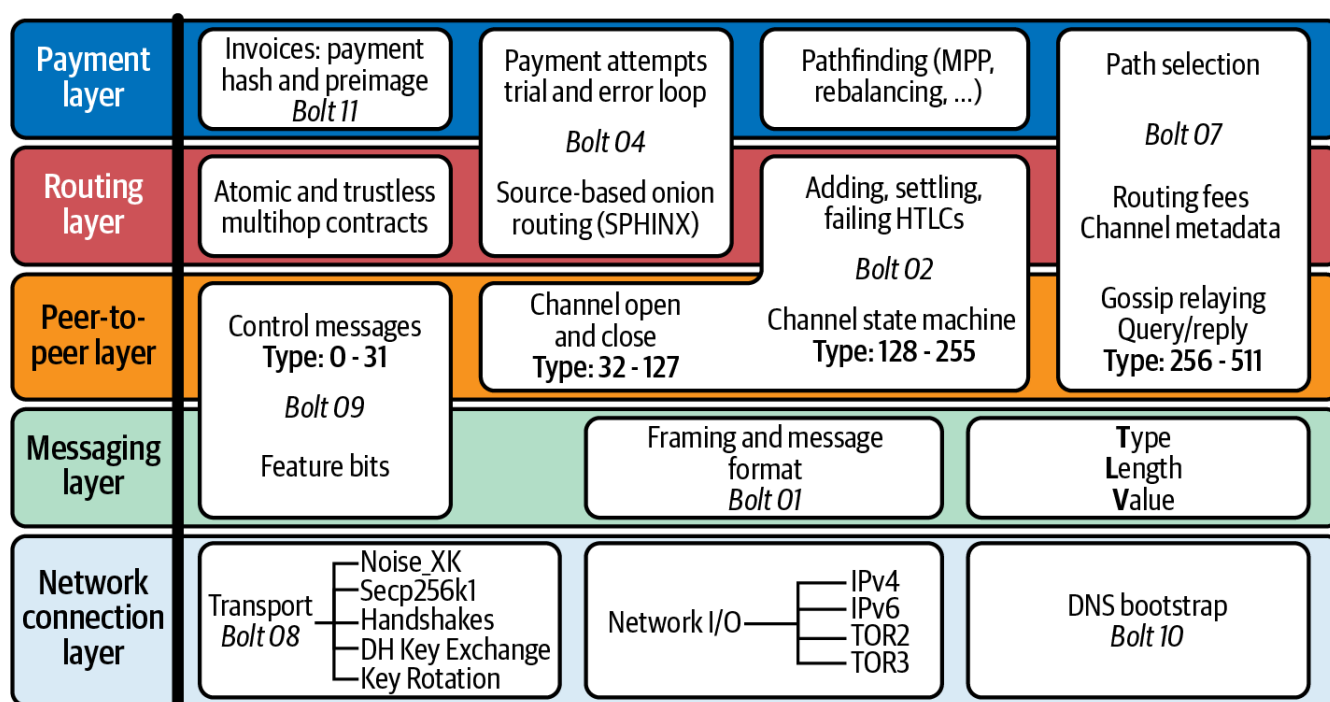 Payment
layer
Invoices: payment
hash and preimage
Bolt 11
Payment attempts
trial and error loop
Bolt 04
Source-based onion
routing (SPHINX)
Pathfinding (MPP,
rebalancing, ...)
Path selection
Bolt 07
Routing fees
Channel metadata
Gossip relaying
Query/reply
Type: 256 - 511
Routing
layer
Atomic and trustless
multihop contracts
Adding, settling,
failing HTLCs
Bolt 02
Channel state machine
Type: 128 - 255
Peer-to-
peer layer
Control messages
Type: 0 - 31
Bolt 09
Feature bits
Channel open
and close
Type: 32 - 127
Messaging
layer
Framing and message
format
Bolt 01
Type
Length
Value
Network
connection
layer
Transport
Bolt 08
Noise_XK
Secp256k1
Handshakes
DH Key Exchange
Key Rotation
Network I/O
IPv4
IPv6
TOR2
TOR3
DNS bootstrap
Bolt 10